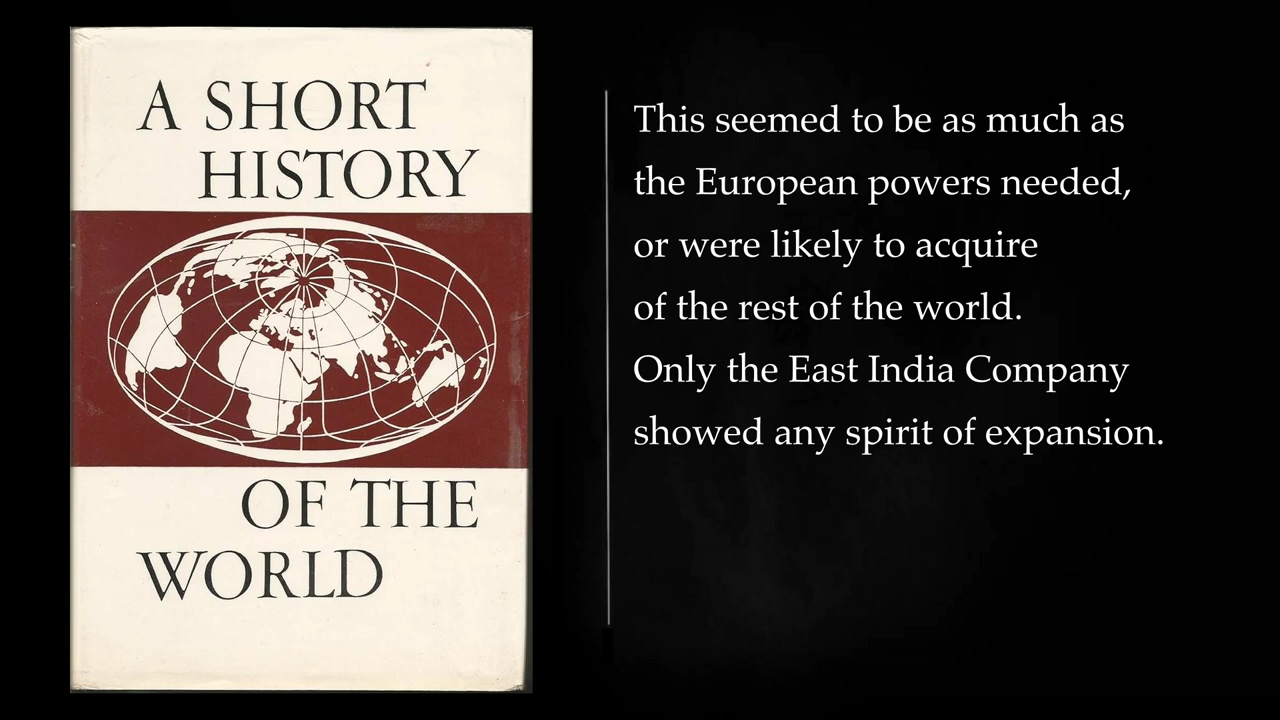 A SHORT
HISTORY
OF THE
WORLD
This seemed to be as much as
the European powers needed,
or were likely to acquire
of the rest of the world.
Only the East India Company
showed any spirit of expansion.